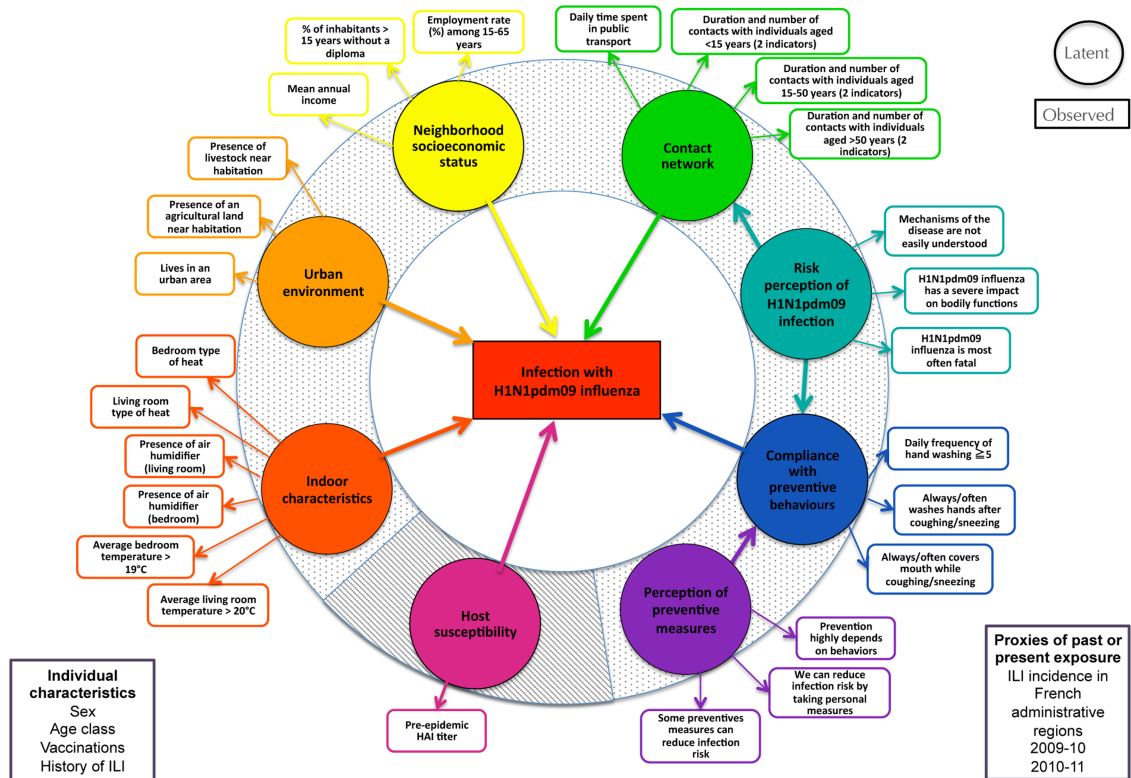 % of inhabitants >
15 years without a
diploma
Employment rate
(%) among 15-65
years
Mean annual
income
Neighborhood
socioeconomic
status
Daily time spent
in public
transport
Duration and number of
contacts with individuals aged
<15 years (2 indicators)
Duration and number of
contacts with individuals aged
15-50 years (2 indicators)
Duration and number of
contacts with individuals
aged >50 years (2
indicators)
Contact
network
Latent
Observed
Presence of
livestock near
habitation
Presence of an
agricultural land
near habitation
Lives in an
urban area
Urban
environment
Mechanisms of the
disease are not
easily understood
H1N1pdm09 influenza
has a severe impact
on bodily functions
H1N1pdm09
influenza is most
often fatal
Risk
perception of
H1N1pdm09
infection
Infection with
H1N1pdm09 influenza
Bedroom type
of heat
Living room
type of heat
Presence of air
humidifier
(living room)
Presence of air
humidifier
(bedroom)
Average bedroom
temperature >
19°C
Average living room
temperature > 20°C
Indoor
characteristics
Compliance with
preventive
behaviours
Daily frequency of
hand washing ≧5
Always/often
washes hands after
coughing/sneezing
Always/often covers
mouth while
coughing/sneezing
Host
susceptibility
Pre-epidemic
HAI titer
Perception of
preventive
measures
Prevention
highly depends
on behaviors
We can reduce
infection risk by
taking personal
measures
Some preventives
measures can
reduce infection
risk
Individual
characteristics
Sex
Age class
Vaccinations
History of ILI
Proxies of past or
present exposure
ILI incidence in
French
administrative
regions
2009-10
2010-11